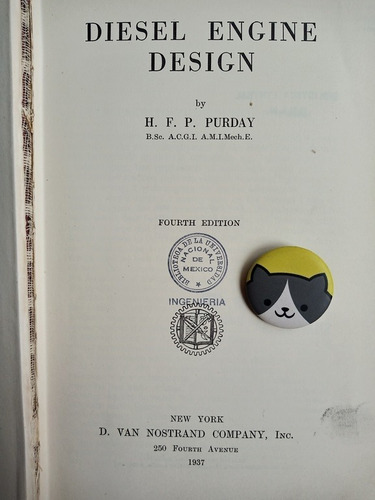 DIESEL ENGINE
DESIGN
by
H. F. P. PURDAY
B.Sc. A.C.G.I. A.M.I.Mech.E.
FOURTH EDITION
BIBLIOTECA DE LA UNIVERSIDAD
NACIONAL
DE
MEXICO
INGENIERIA
NEW YORK
D. VAN NOSTRAND COMPANY, Inc.
250 Fourth Avenue
1937